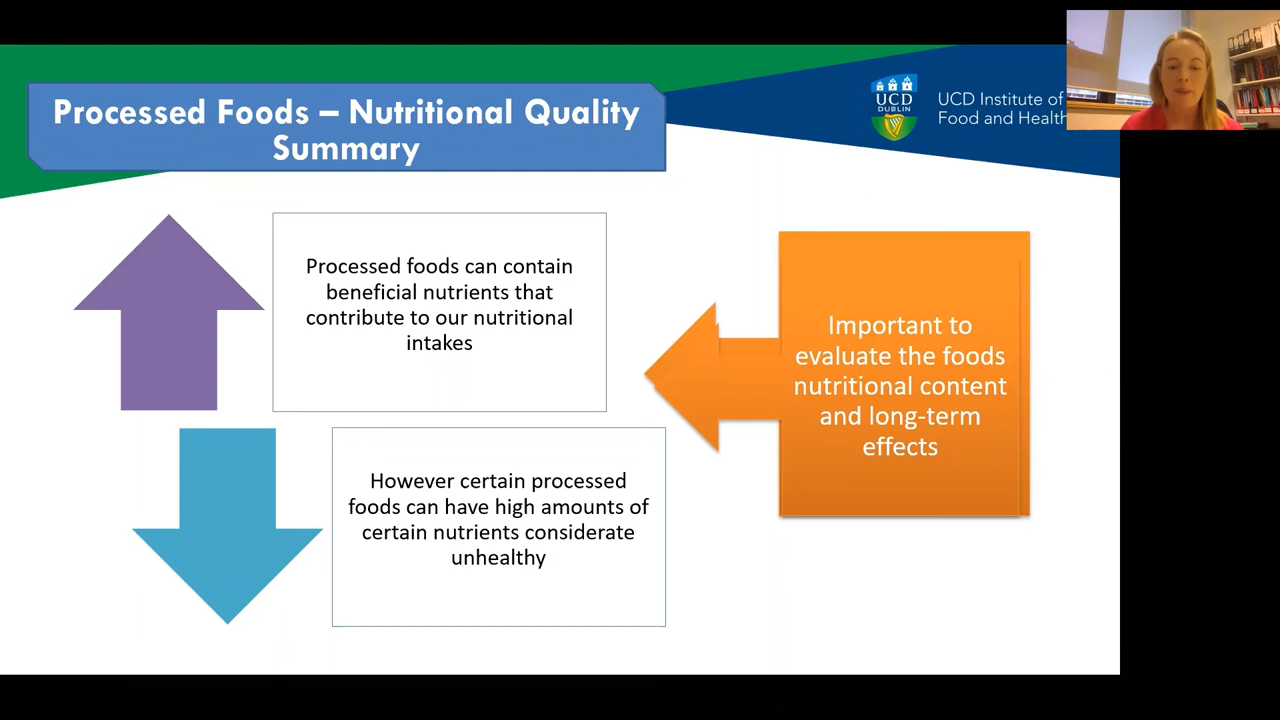 Processed Foods – Nutritional Quality
Summary
UCD
DUBLIN
UCD Institute of
Food and Health
Processed foods can contain
beneficial nutrients that
contribute to our nutritional
intakes
However certain processed
foods can have high amounts of
certain nutrients considerate
unhealthy
Important to
evaluate the foods
nutritional content
and long-term
effects